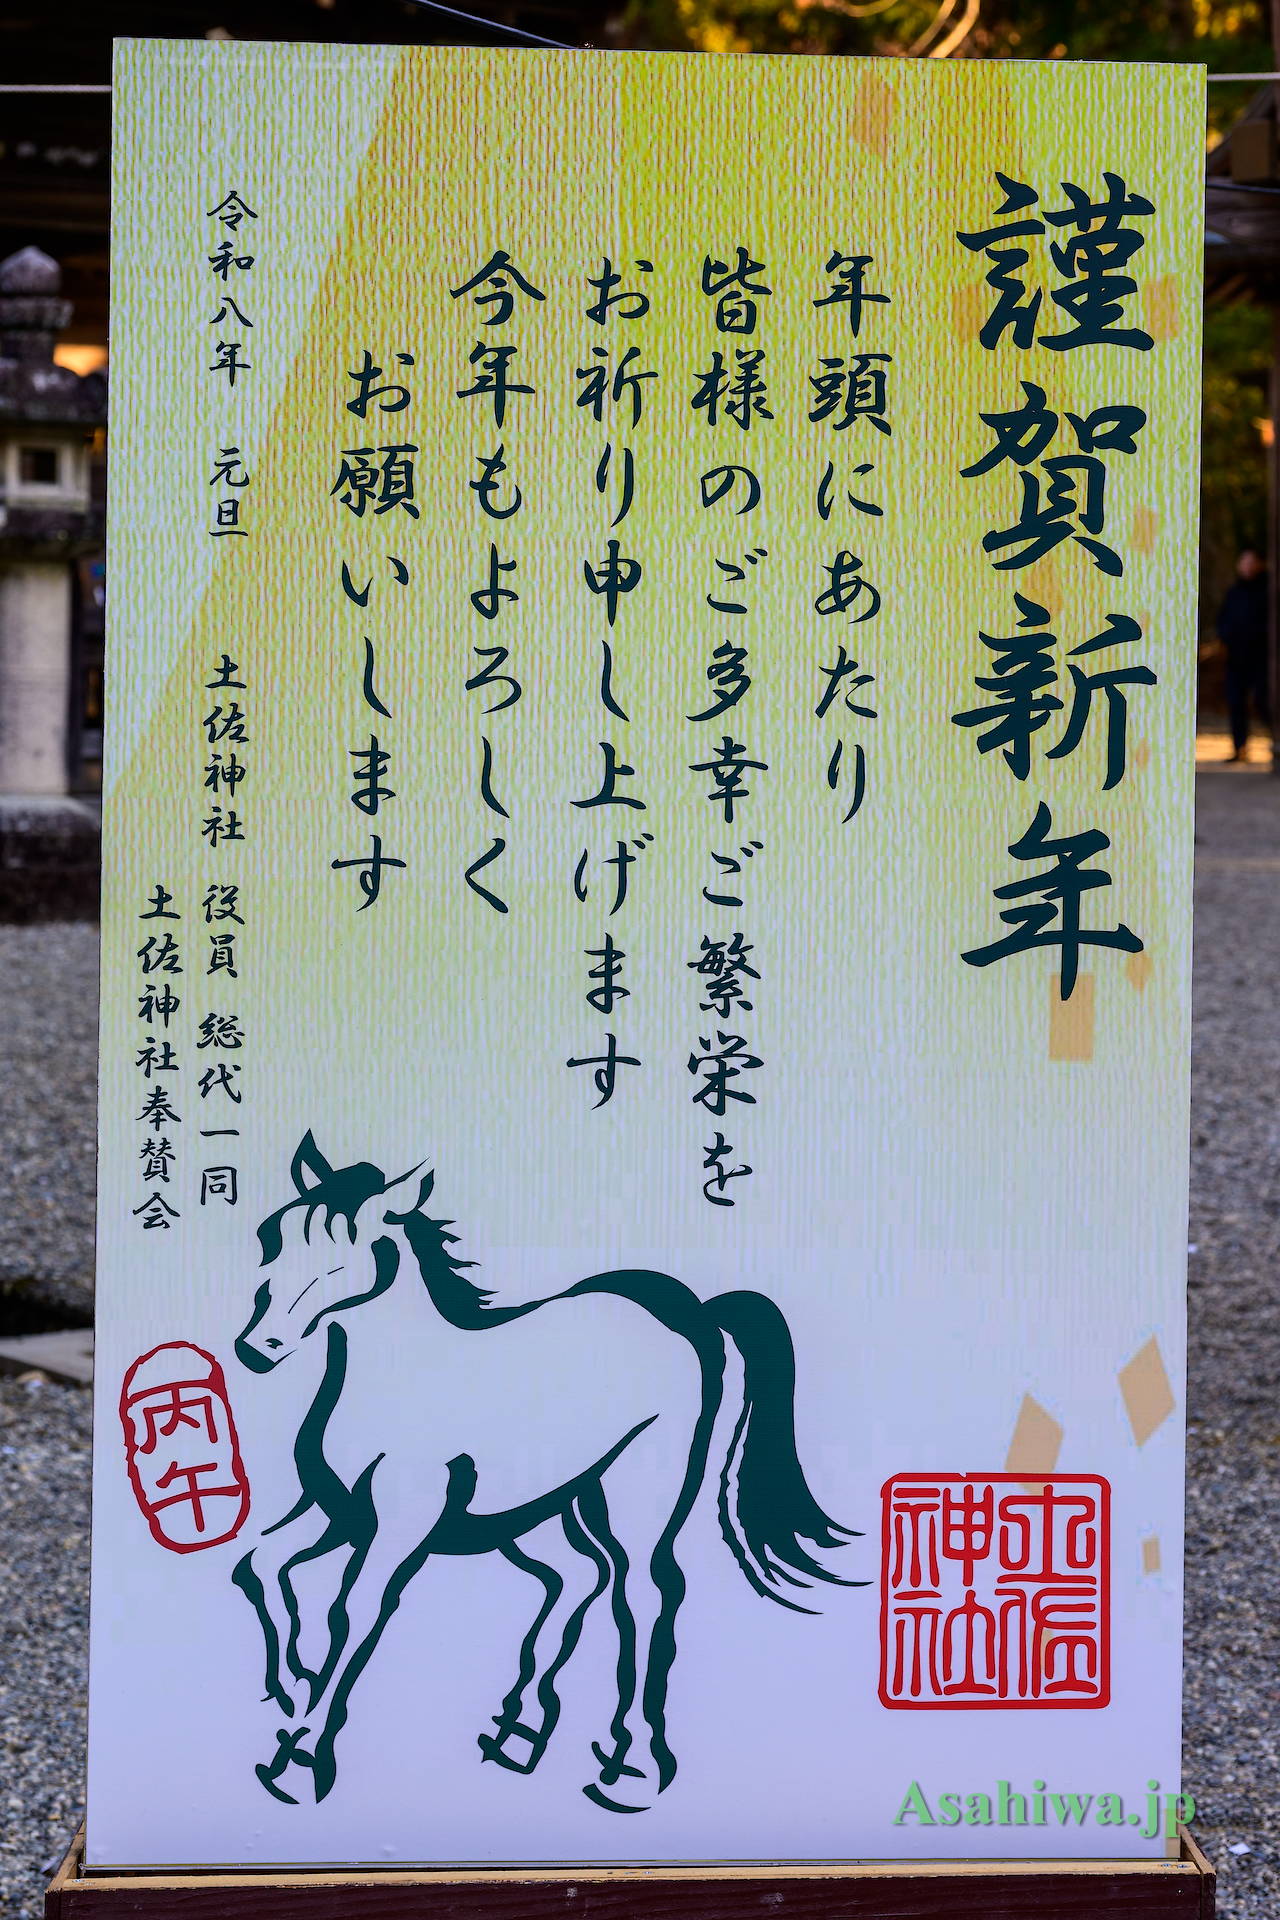 謹賀新年
年頭にあたり
皆様のご多幸ご繁栄を
お祈り申し上げます
今年もよろしく
お願いします
令和八年 元旦
土佐神社 役員 総代一同
土佐神社奉賛会
丙午
土佐神社
Asahiwa.jp